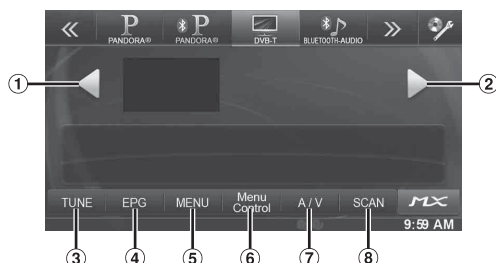 «
P
PANDORA®
P
PANDORA®
DVB-T
BLUETOOTH-AUDIO
»
1
2
TUNE
EPG
MENU
Menu
Control
A / V
SCAN
MX
9:59 AM
3
4
5
6
7
8